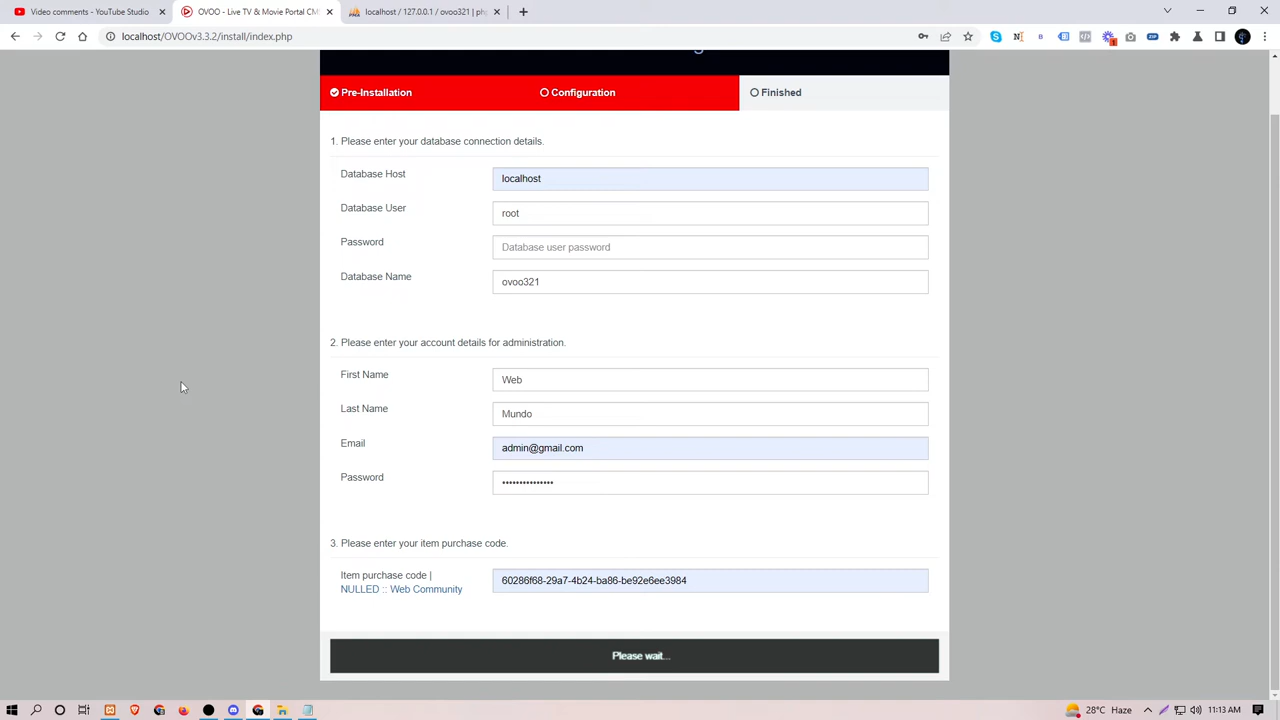 Video comments - YouTube Studio
OVOO - Live TV & Movie Portal CM
localhost / 127.0.0.1 / ovoo321 | ph
localhost/OVOOv3.3.2/install/index.php
Pre-Installation
Configuration
Finished
1. Please enter your database connection details.
Database Host
localhost
Database User
root
Password
Database user password
Database Name
ovoo321
2. Please enter your account details for administration.
First Name
Web
Last Name
Mundo
Email
admin@gmail.com
Password
•••••••••••••••
3. Please enter your item purchase code.
Item purchase code |
NULLED :: Web Community
60286f68-29a7-4b24-ba86-be92e6ee3984
Please wait...
28°C Haze
11:13 AM